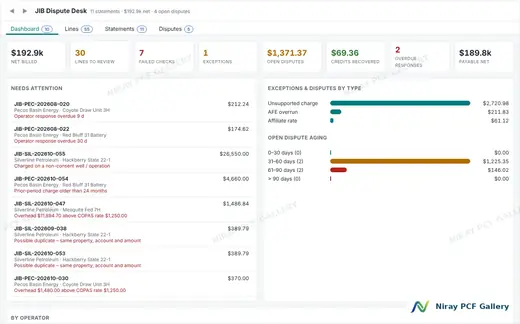 JIB Dispute Desk 11 statements · $192.9k net · 6 open disputes
Dashboard 10
Lines 35
Statements 11
Disputes 6
$192.9k
NET BILLED
30
LINES TO REVIEW
7
FAILED CHECKS
1
EXCEPTIONS
$1,371.37
OPEN DISPUTES
$69.36
CREDITS RECOVERED
2
OVERDUE RESPONSES
$189.8k
PAYABLE NET
NEEDS ATTENTION
JIB-PEC-202608-020 $212.24
Pecos Basin Energy · Coyote Draw Unit 3H
Operator response overdue 9 d
JIB-PEC-202608-022 $174.62
Pecos Basin Energy · Red Bluff 31 Battery
Operator response overdue 30 d
JIB-SIL-202610-055 $26,550.00
Silverline Petroleum · Hackberry State 22-1
Charged on a non-consent well / operation
JIB-PEC-202610-054 $4,660.00
Pecos Basin Energy · Red Bluff 31 Battery
Prior-period charge older than 24 months
JIB-SIL-202610-047 $1,486.84
Silverline Petroleum · Mesquite Fed 7H
Overhead $11,894.70 above COPAS rate $1,250.00
JIB-SIL-202609-038 $389.79
Silverline Petroleum · Hackberry State 22-1
Possible duplicate – same property, account and amount
JIB-SIL-202610-053 $389.79
Silverline Petroleum · Hackberry State 22-1
Possible duplicate – same property, account and amount
JIB-PEC-202610-030 $370.00
Pecos Basin Energy · Coyote Draw Unit 3H
Overhead $1,480.00 above COPAS rate $1,250.00
EXCEPTIONS & DISPUTES BY TYPE
Unsupported charge $2,720.98
AFE overrun $211.83
Affiliate rate $61.12
OPEN DISPUTE AGING
0-30 days (0) $0.00
31-60 (2) $1,225.35
61-90 (2) $146.02
> 90 (0) $0.00
BY OPERATOR
Niray PCF Gallery